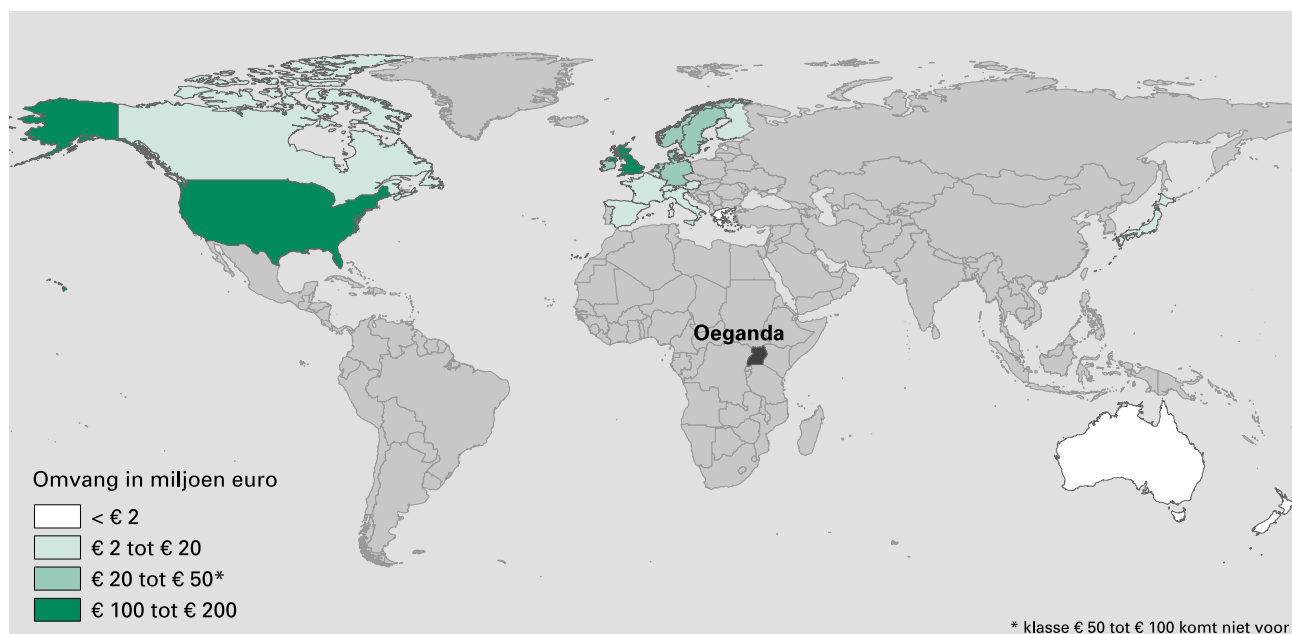 Oeganda
Omvang in miljoen euro
< € 2
€ 2 tot € 20
€ 20 tot € 50*
€ 100 tot € 200
* klasse € 50 tot € 100 komt niet voor